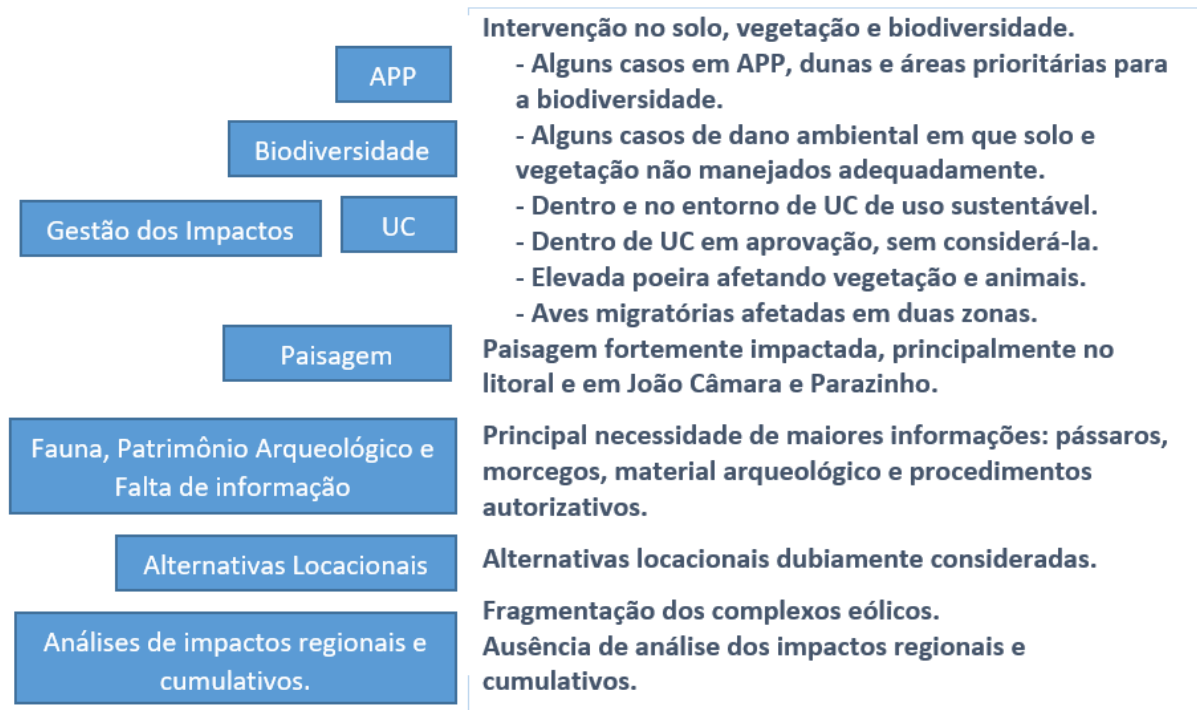 APP
Biodiversidade
Gestão dos Impactos
UC
Intervenção no solo, vegetação e biodiversidade.
- Alguns casos em APP, dunas e áreas prioritárias para
a biodiversidade.
- Alguns casos de dano ambiental em que solo e
vegetação não manejados adequadamente.
- Dentro e no entorno de UC de uso sustentável.
- Dentro de UC em aprovação, sem considerá-la.
- Elevada poeira afetando vegetação e animais.
- Aves migratórias afetadas em duas zonas.
Paisagem
Paisagem fortemente impactada, principalmente no
litoral e em João Câmara e Parazinho.
Fauna, Patrimônio Arqueológico e
Falta de informação
Principal necessidade de maiores informações: pássaros,
morcegos, material arqueológico e procedimentos
autorizativos.
Alternativas Locacionais
Alternativas locacionais dubiamente consideradas.
Análises de impactos regionais e
cumulativos.
Fragmentação dos complexos eólicos.
Ausência de análise dos impactos regionais e
cumulativos.